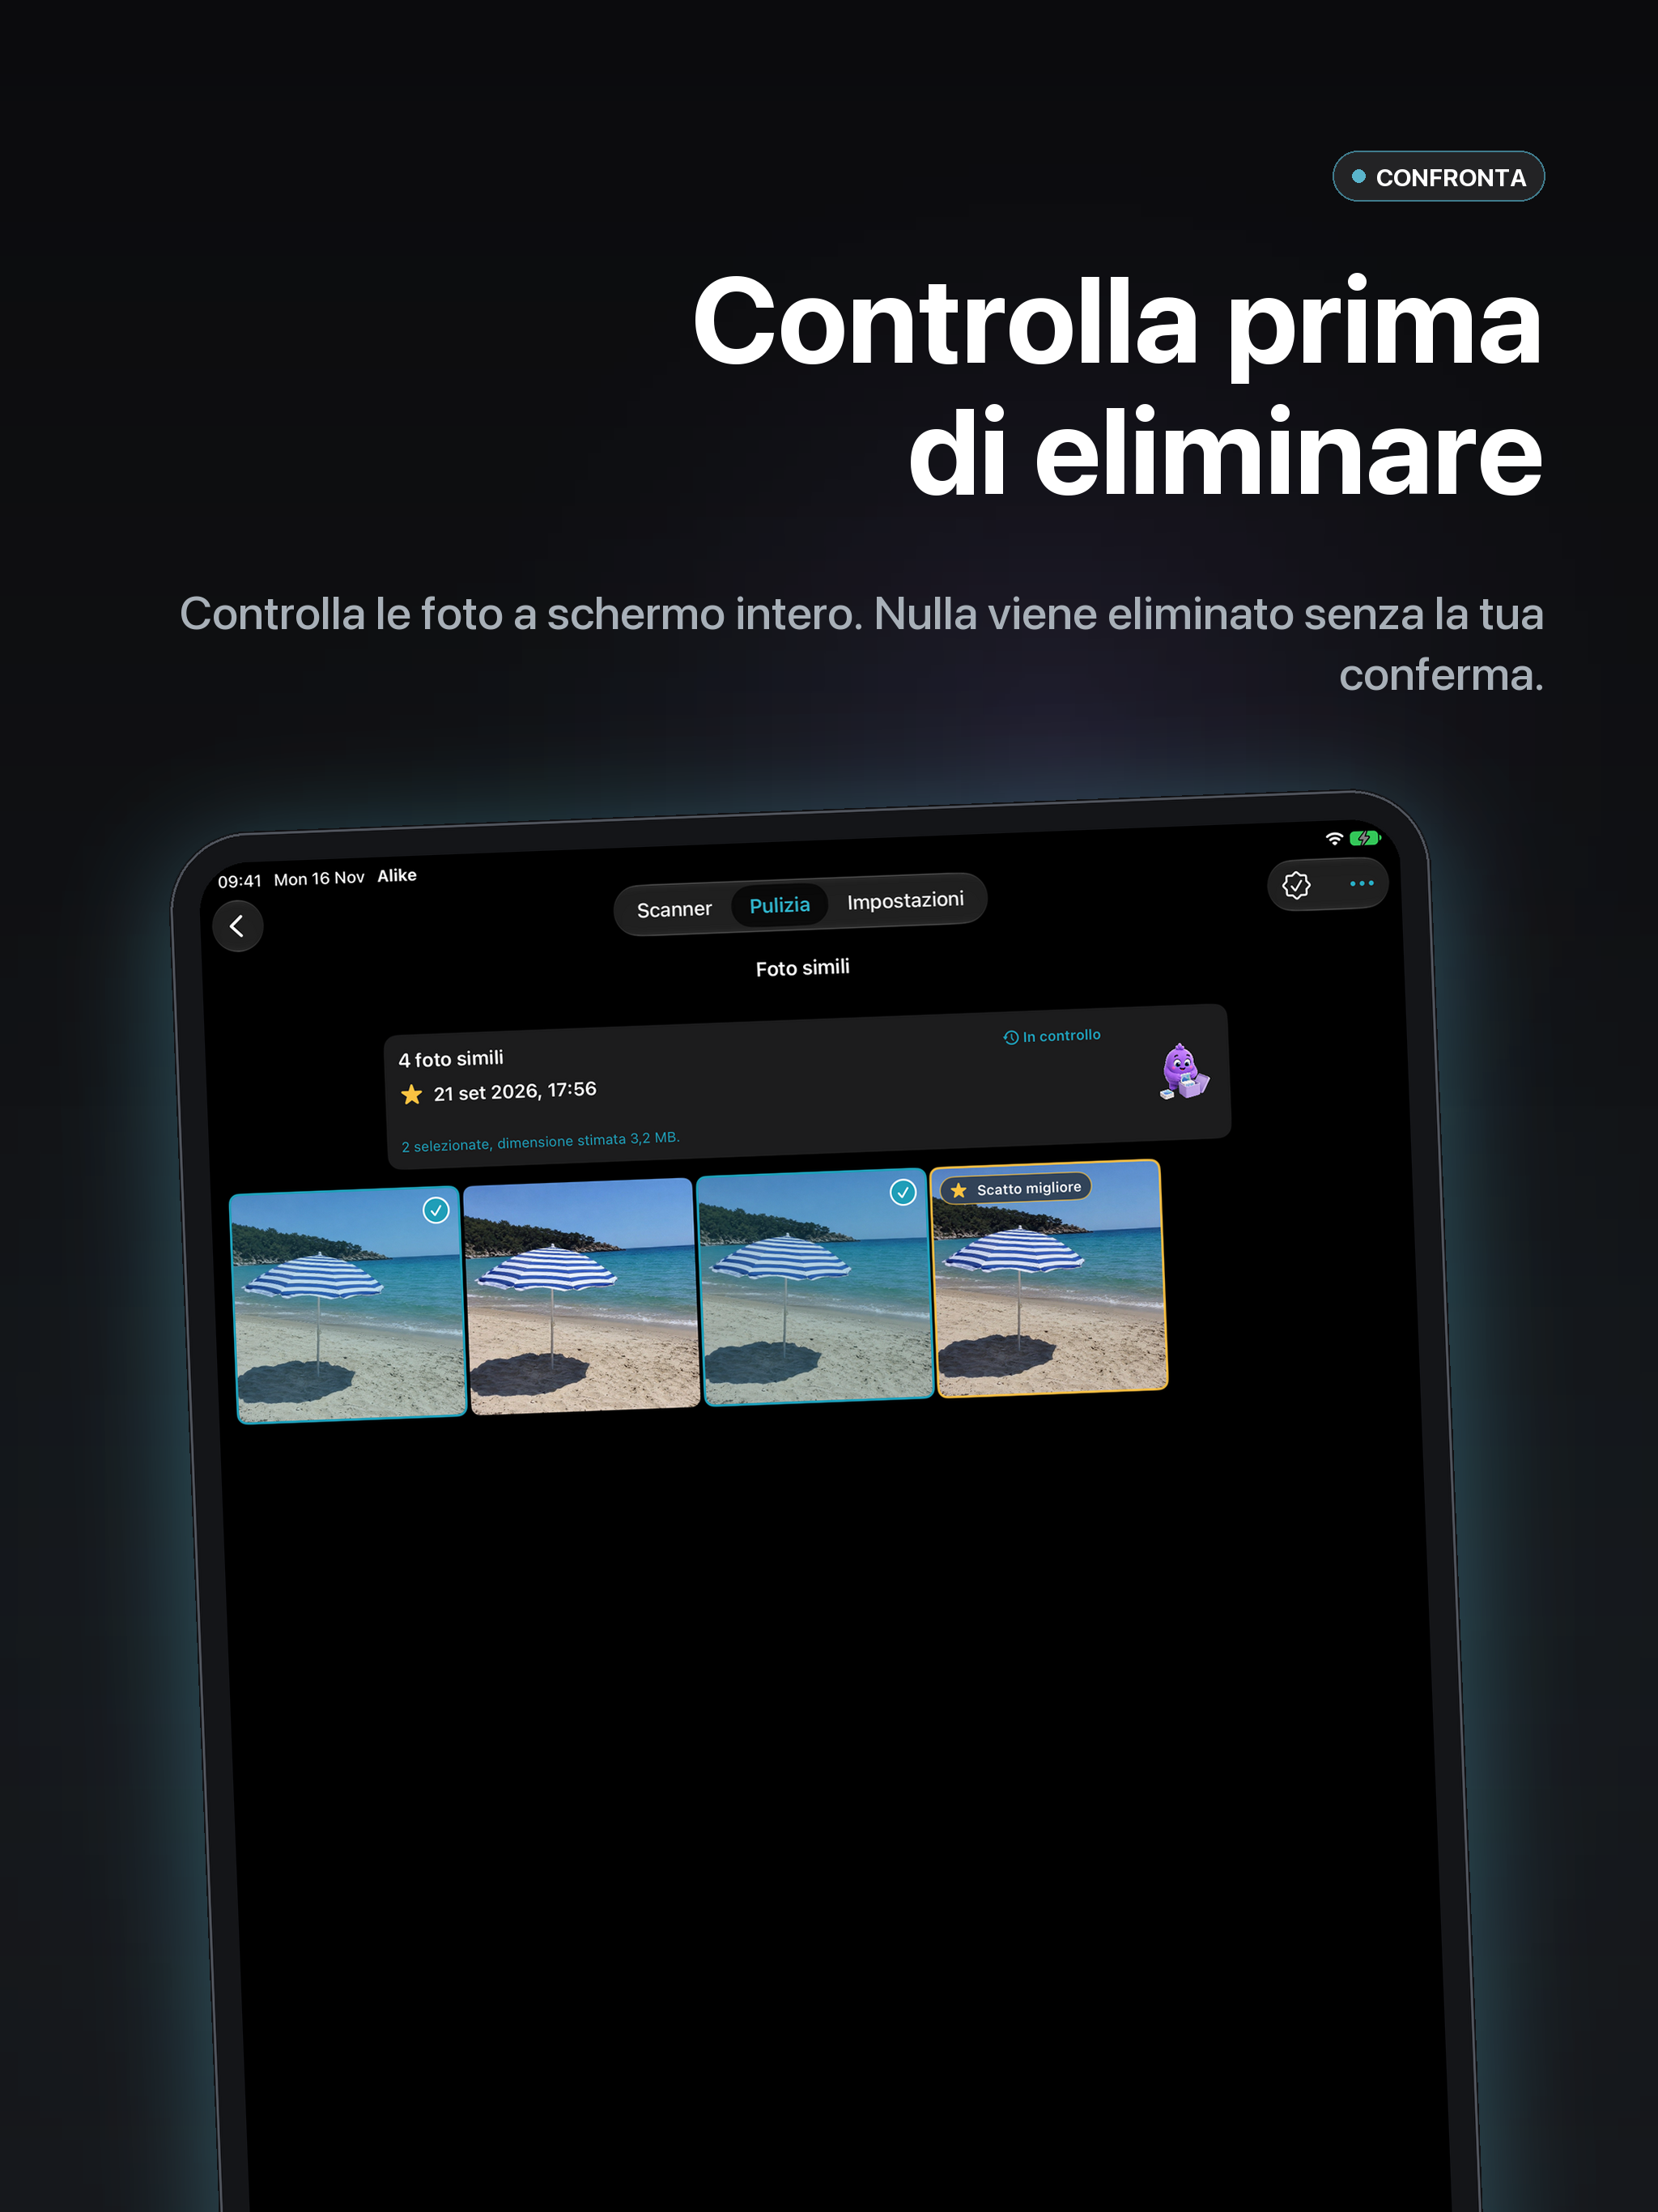 CONFRONTA
Controlla prima
di eliminare
Controlla le foto a schermo intero. Nulla viene eliminato senza la tua
conferma.
09:41 Mon 16 Nov Alike
Scanner Pulizia Impostazioni
Foto simili
4 foto simili
In controllo
21 set 2026, 17:56
2 selezionate, dimensione stimata 3,2 MB.
Scatto migliore